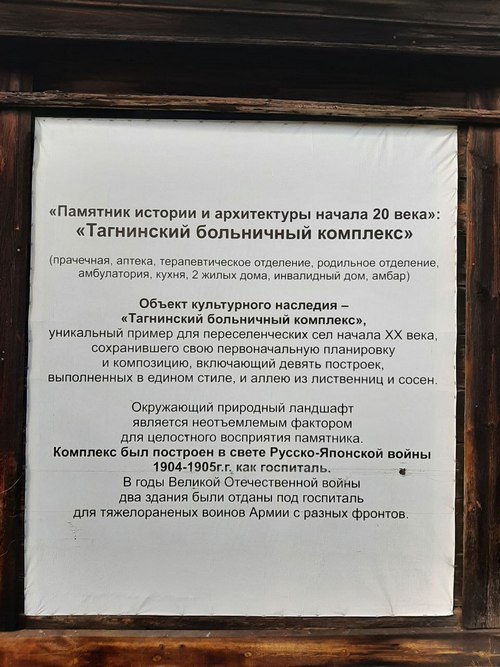 «Памятник истории и архитектуры начала 20 века»:
«Тагнинский больничный комплекс»
(прачечная, аптека, терапевтическое отделение, родильное отделение,
амбулатория, кухня, 2 жилых дома, инвалидный дом, амбар)
Объект культурного наследия –
«Тагнинский больничный комплекс»,
уникальный пример для переселенческих сел начала XX века,
сохранившего свою первоначальную планировку
и композицию, включающий девять построек,
выполненных в едином стиле, и аллею из лиственниц и сосен.
Окружающий природный ландшафт
является неотъемлемым фактором
для целостного восприятия памятника.
Комплекс был построен в свете Русско-Японской войны
1904-1905г.г. как госпиталь.
В годы Великой Отечественной войны
два здания были отданы под госпиталь
для тяжелораненых воинов Армии с разных фронтов.